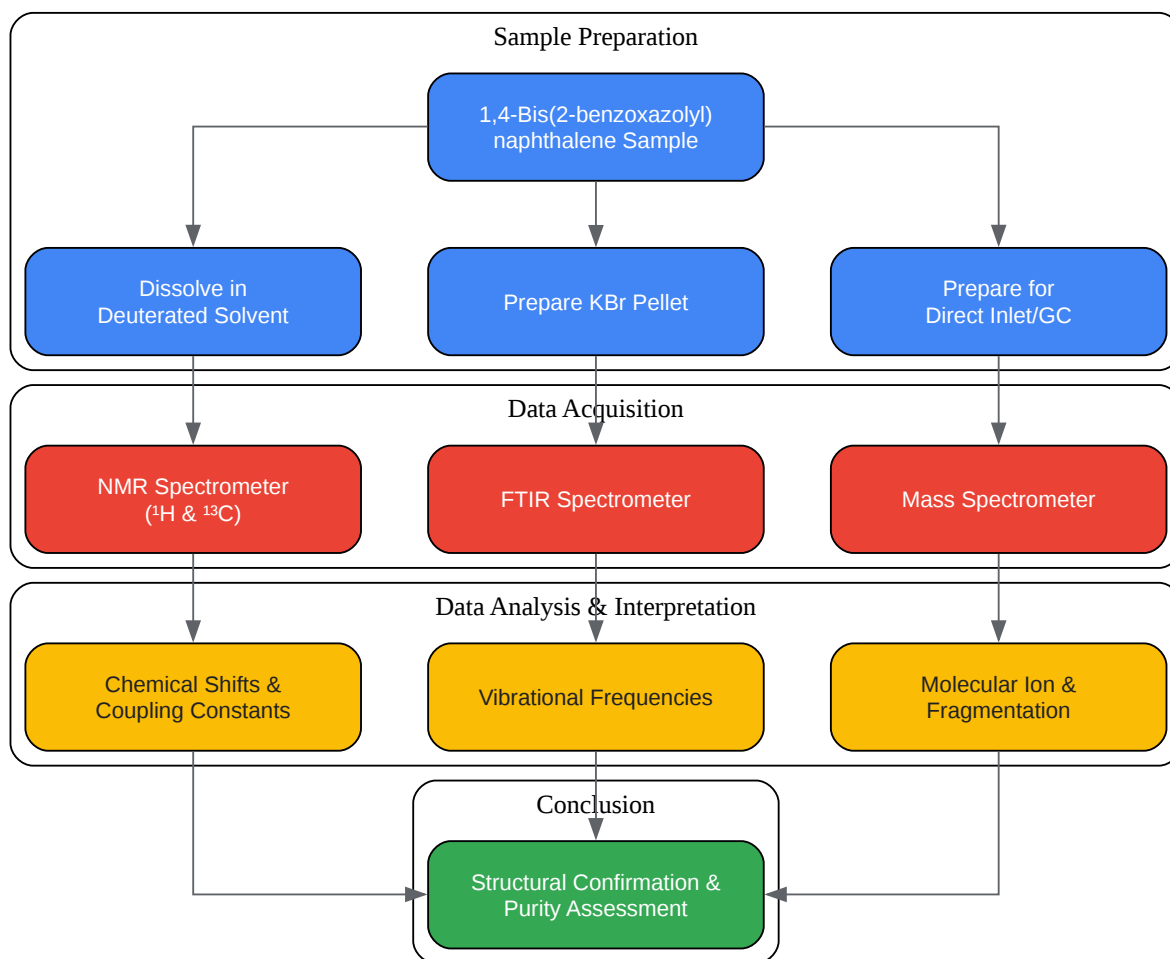 Sample Preparation
1,4-Bis(2-benzoxazolyl)
naphthalene Sample
Dissolve in
Deuterated Solvent
Prepare KBr Pellet
Prepare for
Direct Inlet/GC
Data Acquisition
NMR Spectrometer
(¹H & ¹³C)
FTIR Spectrometer
Mass Spectrometer
Data Analysis & Interpretation
Chemical Shifts &
Coupling Constants
Vibrational Frequencies
Molecular Ion &
Fragmentation
Conclusion
Structural Confirmation &
Purity Assessment